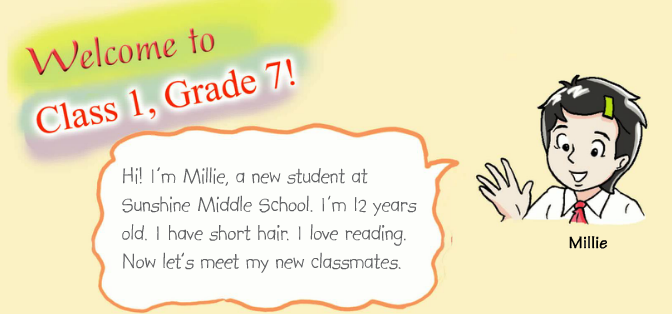 Welcome to
Class 1, Grade 7!
Hi! I'm Millie, a new student at
Sunshine Middle School. I'm 12 years
old. I have short hair. I love reading.
Now let's meet my new classmates.
Millie